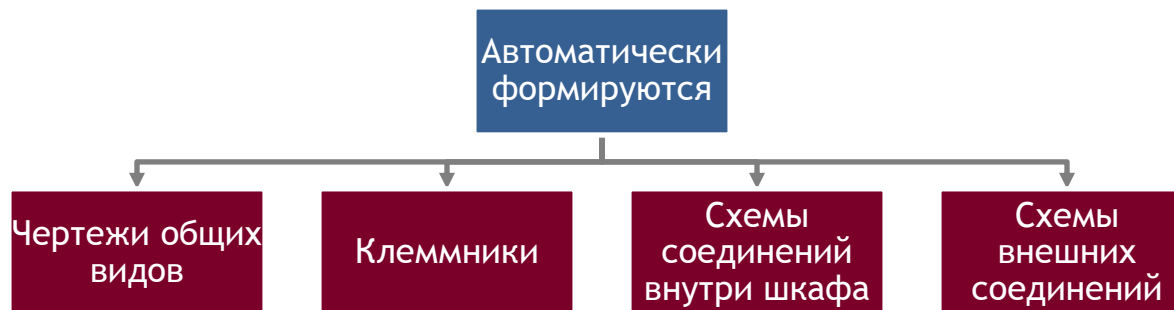 Автоматически
формируются
Чертежи общих
видов
Клеммники
Схемы
соединений
внутри шкафа
Схемы
внешних
соединений